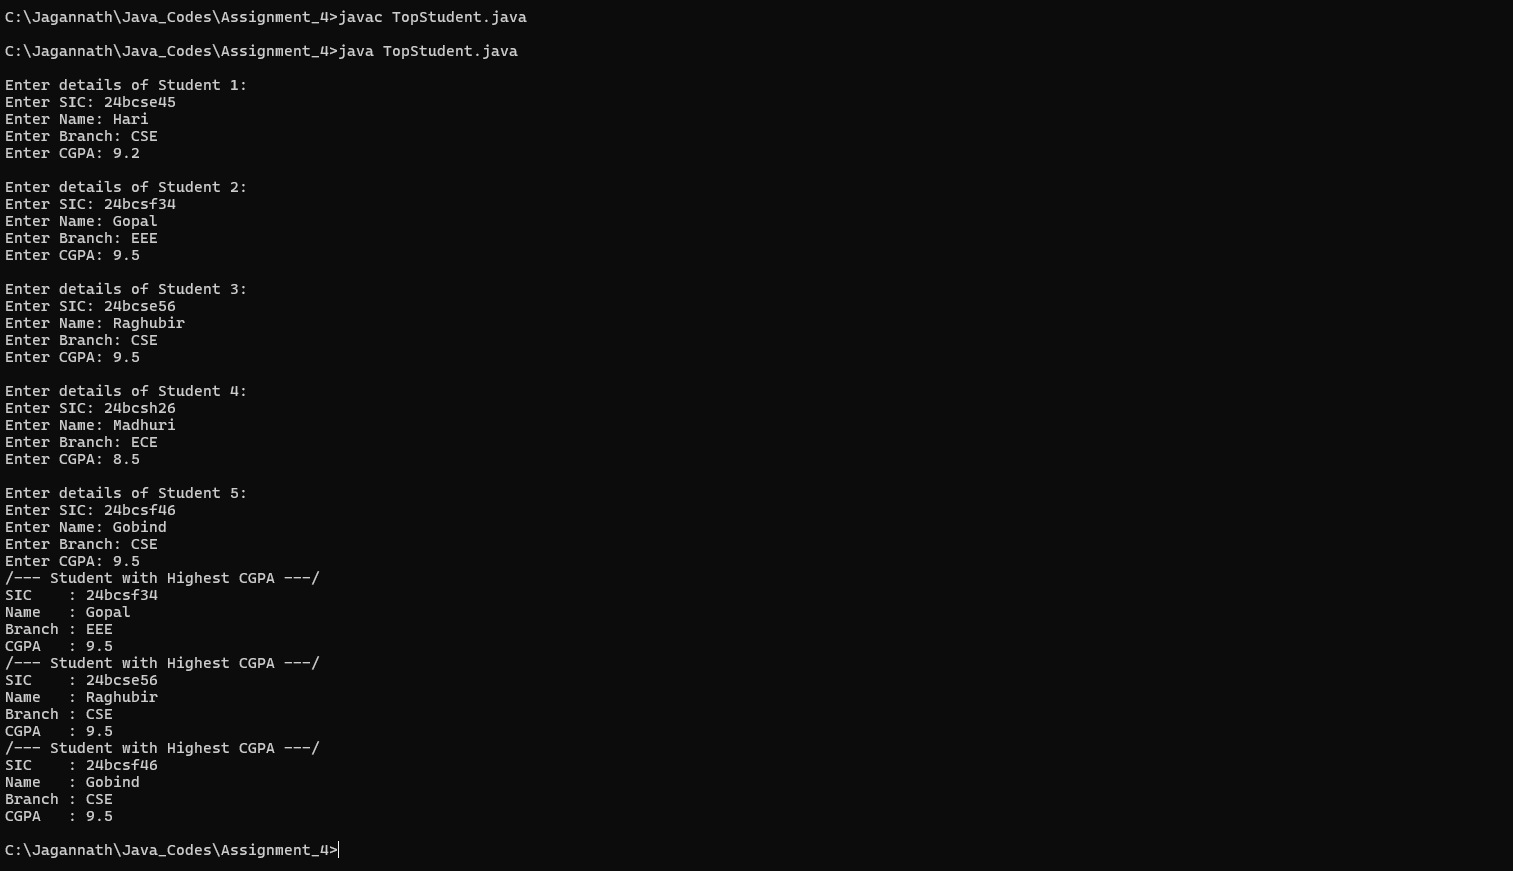 C:\Jagannath\Java_Codes\Assignment_4>javac TopStudent.java
C:\Jagannath\Java_Codes\Assignment_4>java TopStudent.java
Enter details of Student 1:
Enter SIC: 24bcse45
Enter Name: Hari
Enter Branch: CSE
Enter CGPA: 9.2
Enter details of Student 2:
Enter SIC: 24bcsf34
Enter Name: Gopal
Enter Branch: EEE
Enter CGPA: 9.5
Enter details of Student 3:
Enter SIC: 24bcse56
Enter Name: Raghubir
Enter Branch: CSE
Enter CGPA: 9.5
Enter details of Student 4:
Enter SIC: 24bcsh26
Enter Name: Madhuri
Enter Branch: ECE
Enter CGPA: 8.5
Enter details of Student 5:
Enter SIC: 24bcsf46
Enter Name: Gobind
Enter Branch: CSE
Enter CGPA: 9.5
/--- Student with Highest CGPA ---/
SIC    : 24bcsf34
Name   : Gopal
Branch : EEE
CGPA   : 9.5
/--- Student with Highest CGPA ---/
SIC    : 24bcse56
Name   : Raghubir
Branch : CSE
CGPA   : 9.5
/--- Student with Highest CGPA ---/
SIC    : 24bcsf46
Name   : Gobind
Branch : CSE
CGPA   : 9.5
C:\Jagannath\Java_Codes\Assignment_4>